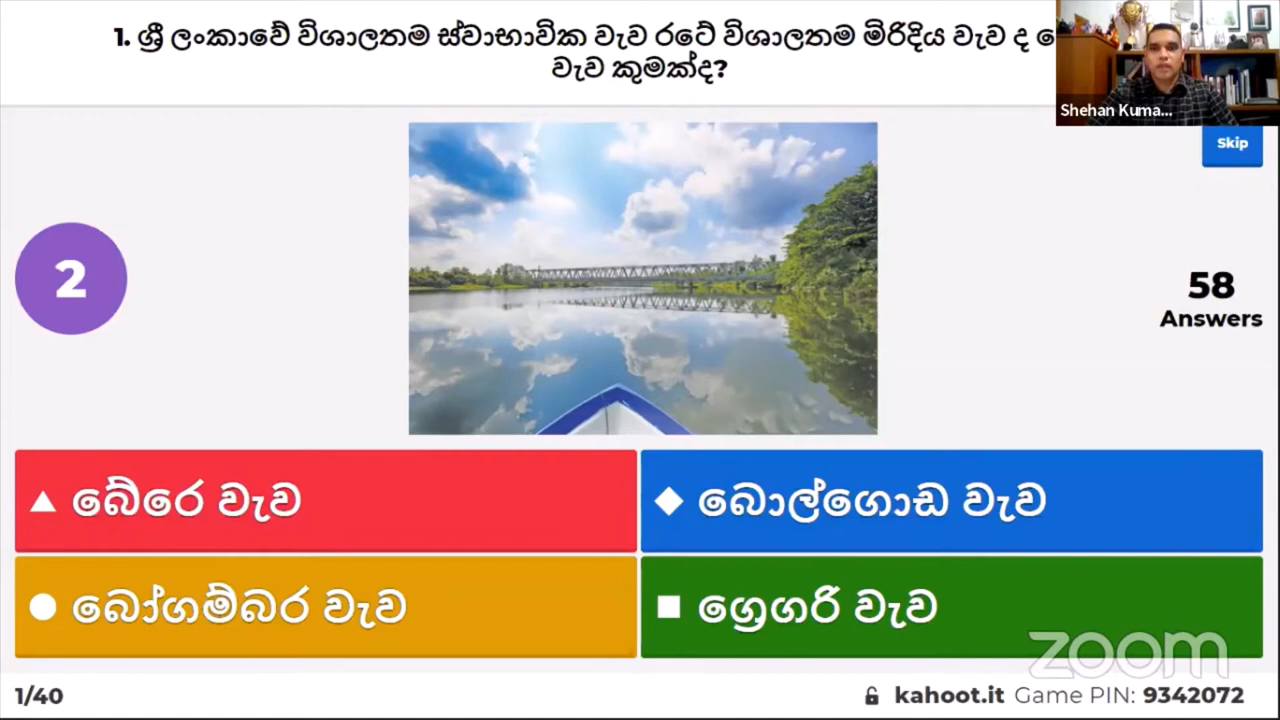 1. ශ්‍රී ලංකාවේ විශාලතම ස්වාභාවික වැව රටේ විශාලතම මිරිදිය වැව ද
වැව කුමක්ද?
Shehan Kuma...
Skip
2
58
Answers
බේරෙ වැව
බොල්ගොඩ වැව
බෝගම්බර වැව
ග්‍රෙගරි වැව
zoom
1/40
kahoot.it Game PIN: 9342072